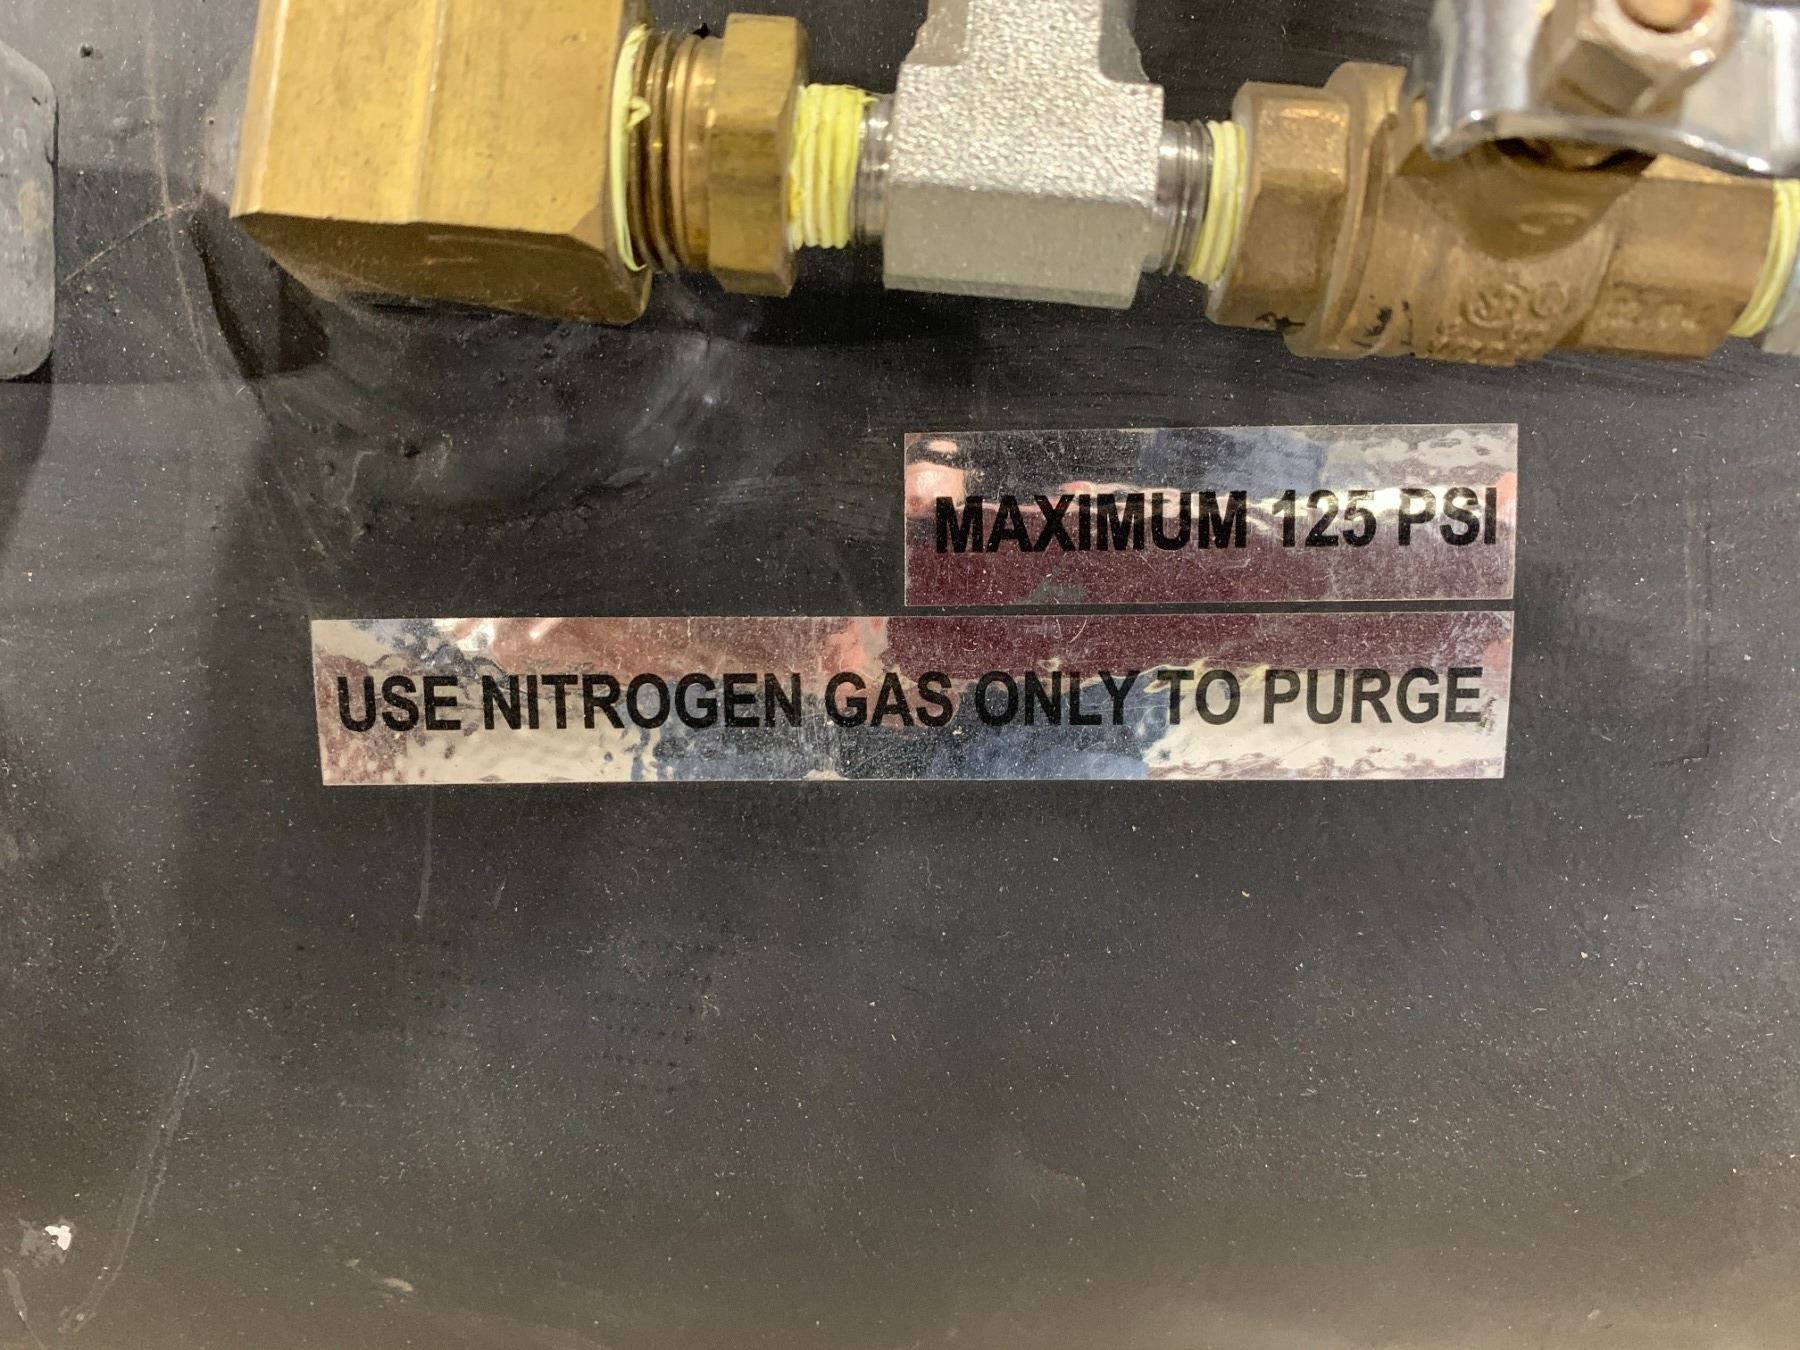 MAXIMUM 125 PSI
USE NITROGEN GAS ONLY TO PURGE